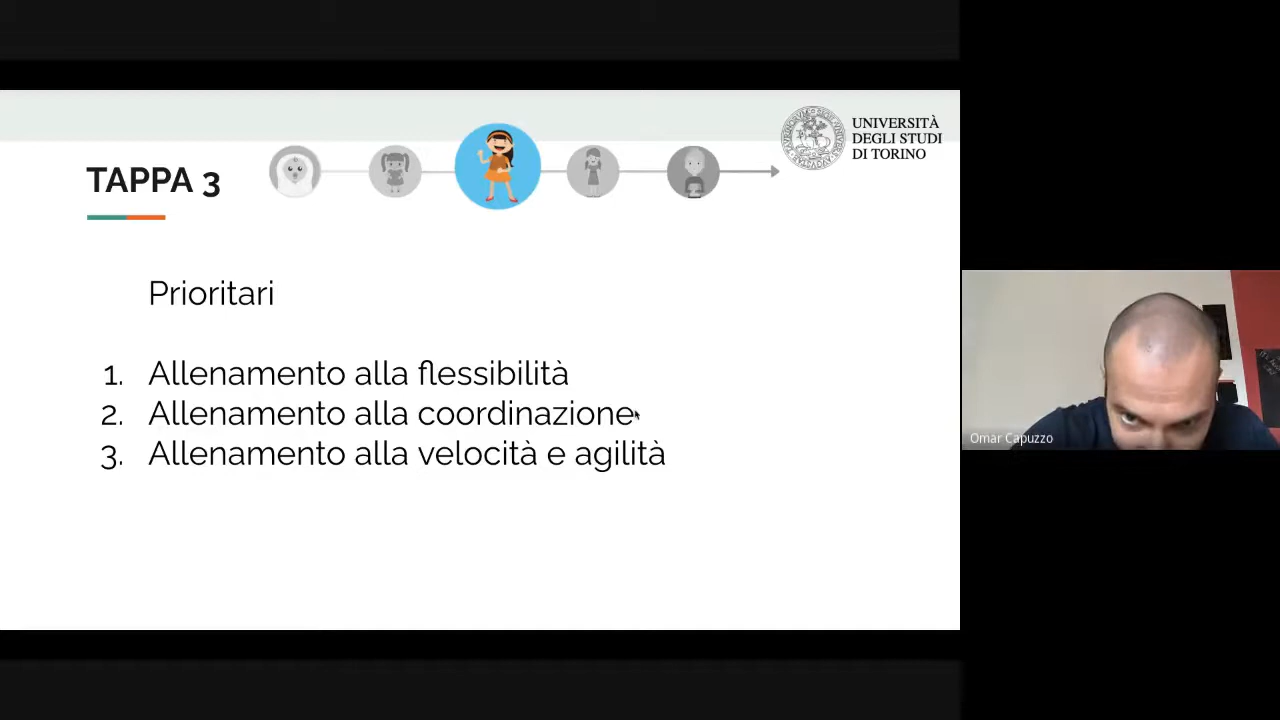 UNIVERSITÀ
DEGLI STUDI
DI TORINO
TAPPA 3
Prioritari
1. Allenamento alla flessibilità
2. Allenamento alla coordinazione
3. Allenamento alla velocità e agilità
Omar Capuzzo